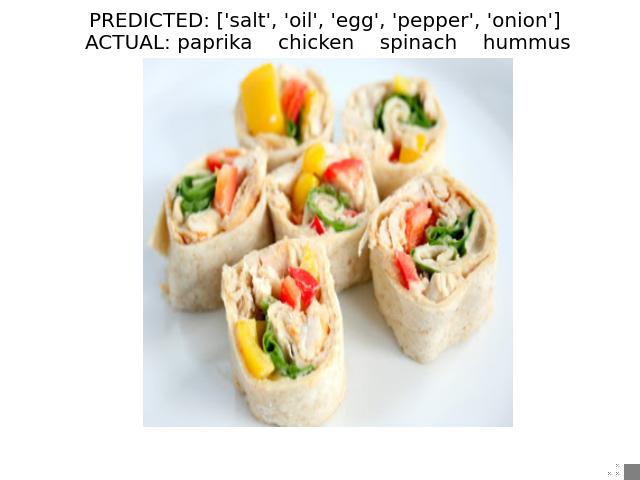 PREDICTED: ['salt', 'oil', 'egg', 'pepper', 'onion']
ACTUAL: paprika chicken spinach hummus